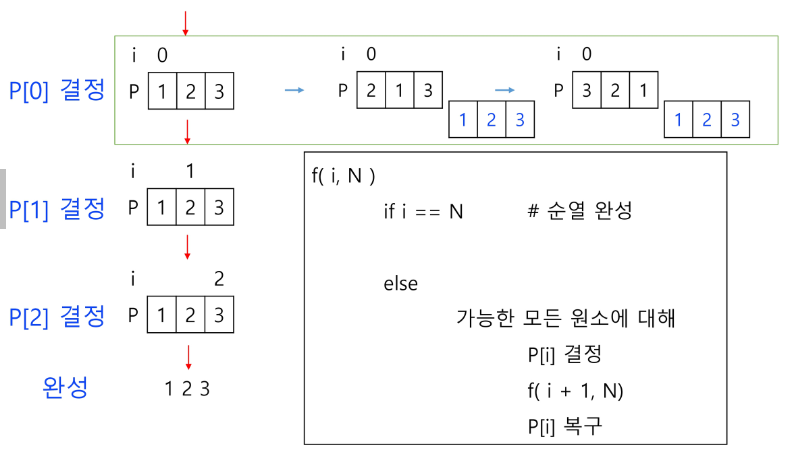 i 0
i 0
i 0
P[0] 결정
P 1 2 3
P 2 1 3
P 3 2 1
1 2 3
1 2 3
i 1
P[1] 결정
P 1 2 3
i 2
P[2] 결정
P 1 2 3
완성
1 2 3
f( i, N )
if i == N # 순열 완성
else
가능한 모든 원소에 대해
P[i] 결정
f( i + 1, N)
P[i] 복구